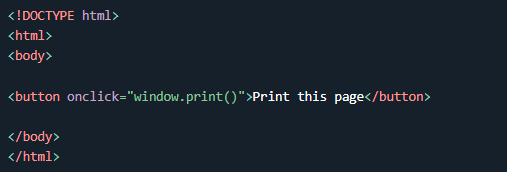 <!DOCTYPE html>
<html>
<body>
<button onclick="window.print()">Print this page</button>
</body>
</html>